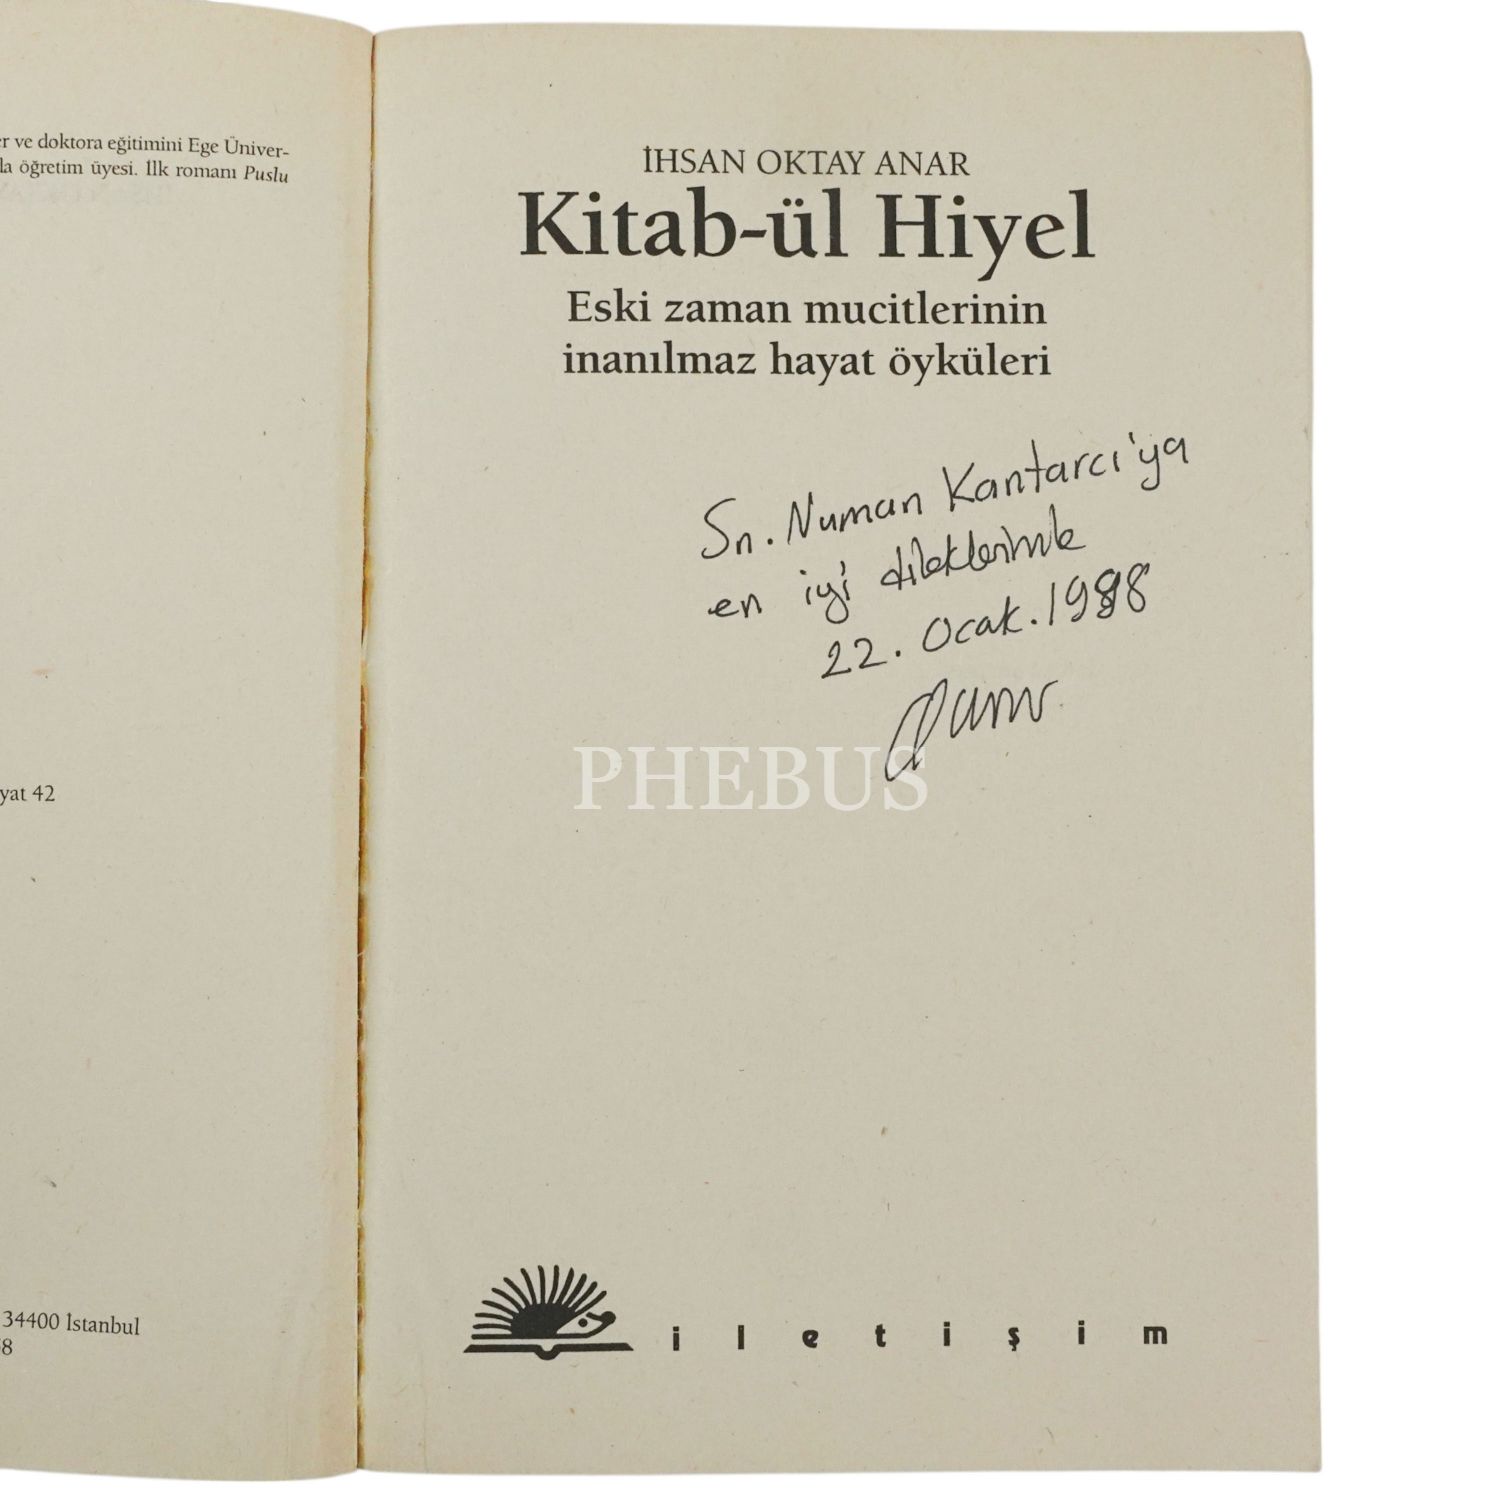 er ve doktora eğitimini Ege Üniver-
la öğretim üyesi. İlk romanı Puslu
yat 42
34400 İstanbul
8
İHSAN OKTAY ANAR
Kitab-ül Hiyel
Eski zaman mucitlerinin
inanılmaz hayat öyküleri
Sn. Numan Kantarcı'ya
en iyi dileklerimle
22. Ocak. 1998
PHEBUS
iletişim